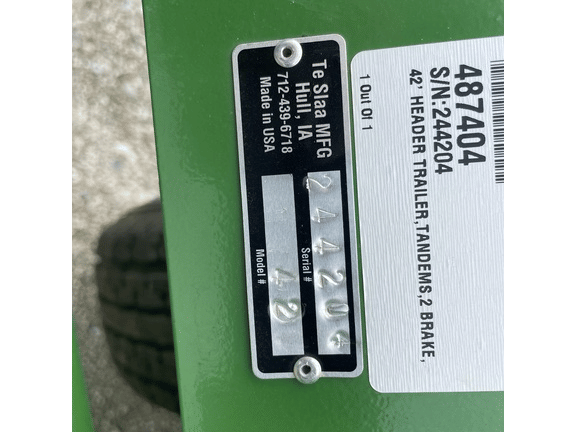 Te Slaa MFG
Hull, IA
712-439-6718
Made in USA
244204
Serial #
42
Model #
487404
S/N:244204
42' HEADER TRAILER,TANDEMS,2 BRAKE,
1 Out Of 1